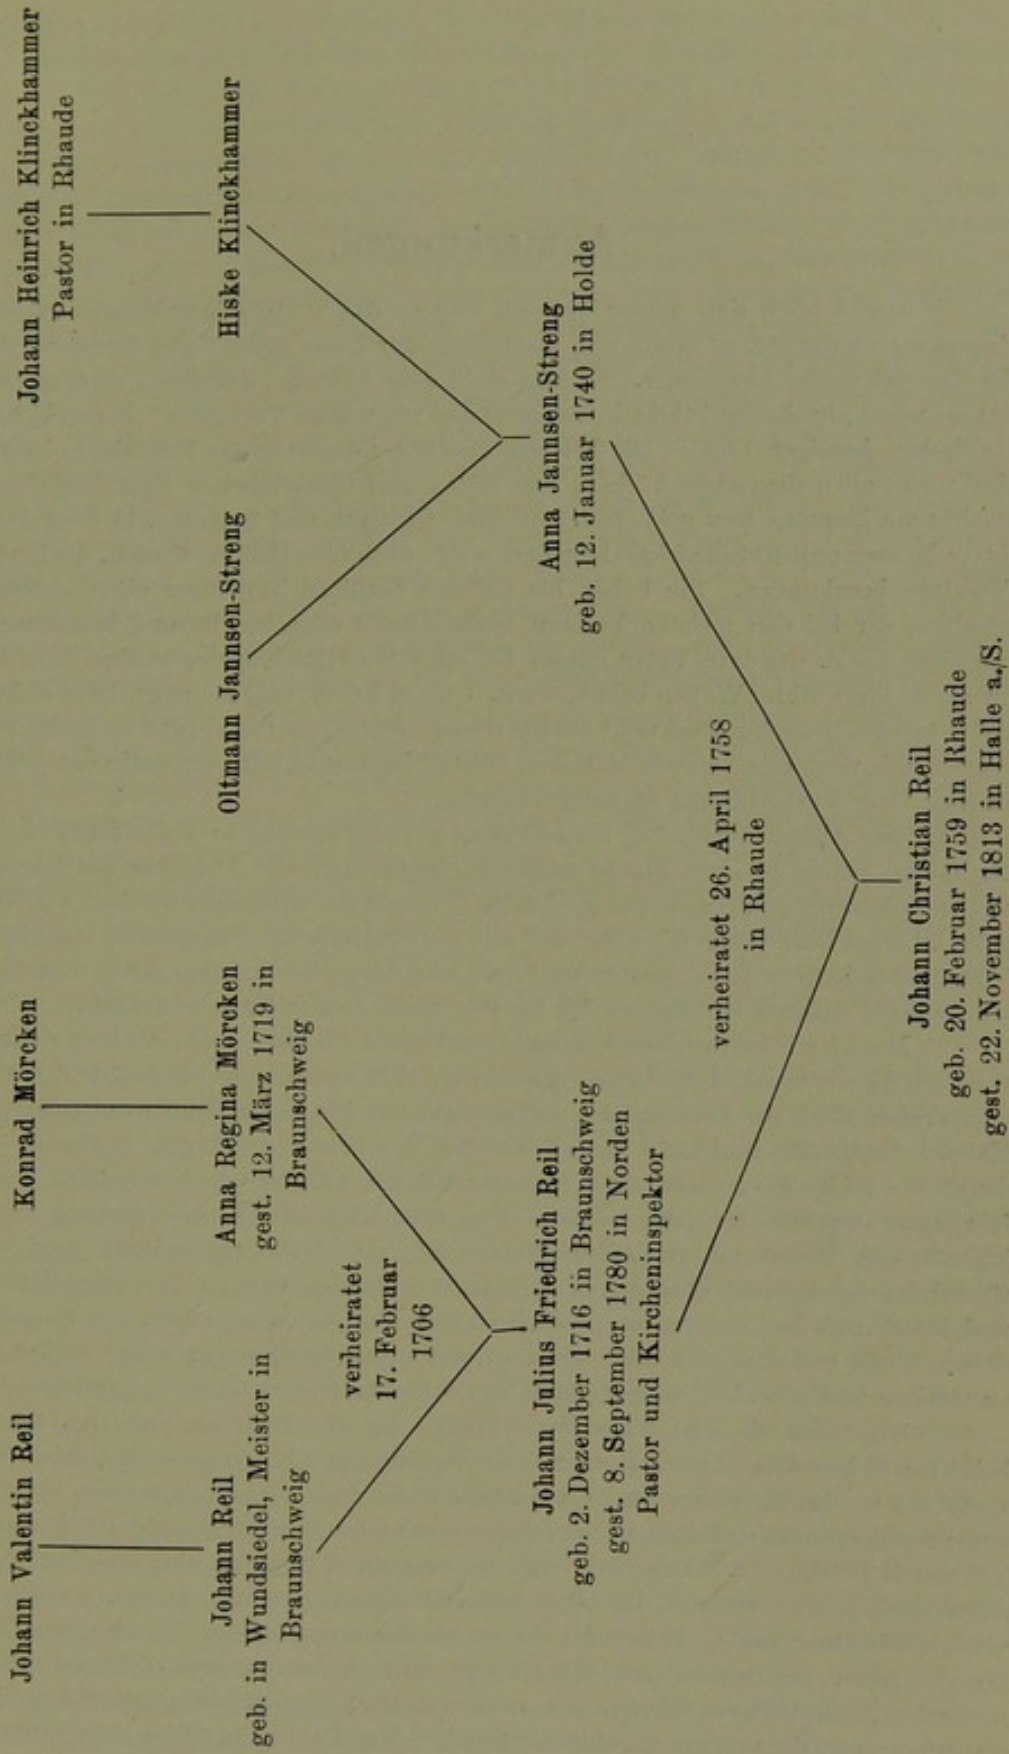 Johann Valentin Reil
Konrad Mörcken
Johann Heinrich Klinckhammer
Pastor in Rhaude
Johann Reil
geb. in Wundsiedel, Meister in
Braunschweig
Anna Regina Mörcken
gest. 12. März 1719 in
Braunschweig
Oltmann Jannsen-Streng
Hiske Klinckhammer
verheiratet
17. Februar
1706
Johann Julius Friedrich Reil
geb. 2. Dezember 1716 in Braunschweig
gest. 8. September 1780 in Norden
Pastor und Kircheninspektor
Anna Jannsen-Streng
geb. 12. Januar 1740 in Holde
verheiratet 26. April 1758
in Rhaude
Johann Christian Reil
geb. 20. Februar 1759 in Rhaude
gest. 22. November 1813 in Halle a./S.